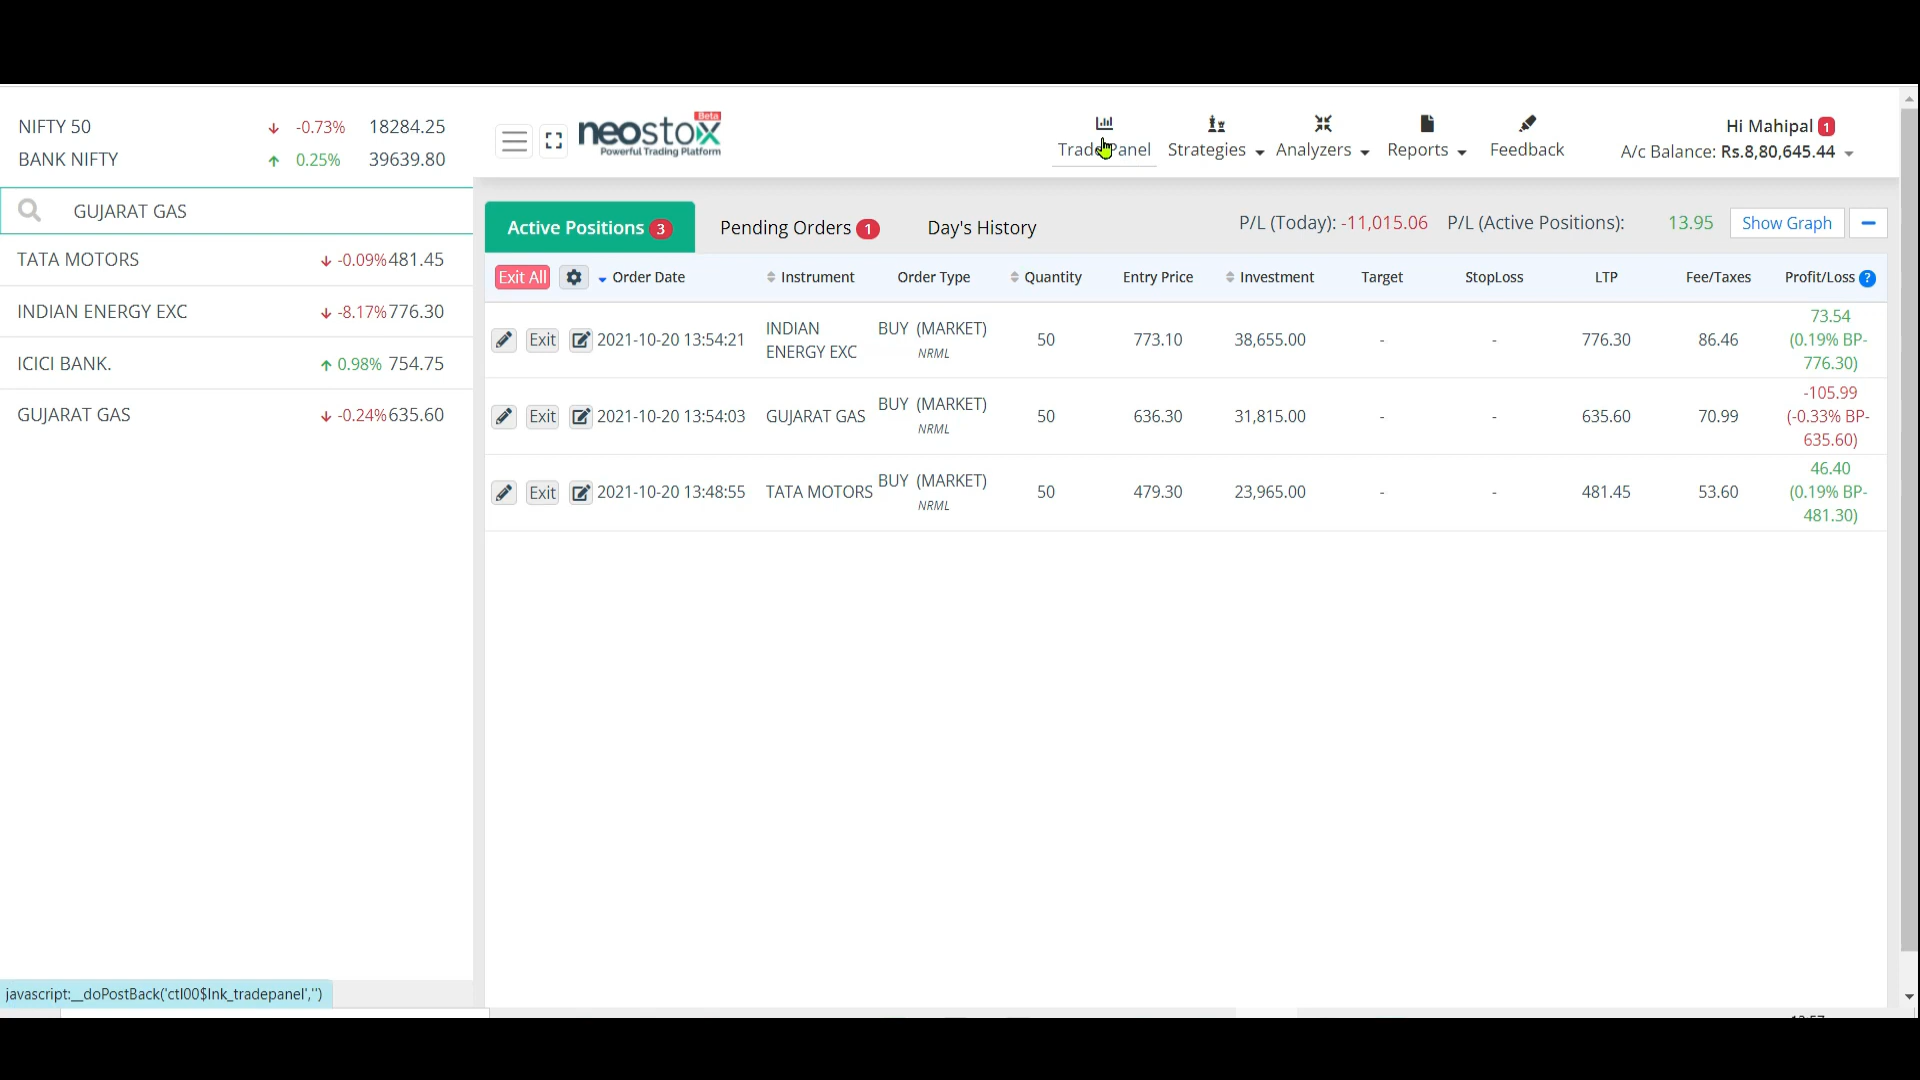 NIFTY 50 -0.73% 18284.25
BANK NIFTY 0.25% 39639.80
GUJARAT GAS
TATA MOTORS -0.09% 481.45
INDIAN ENERGY EXC -8.17% 776.30
ICICI BANK. 0.98% 754.75
GUJARAT GAS -0.24% 635.60
javascript:__doPostBack('ctl00$lnk_tradepanel','')
neostox Beta
Powerful Trading Platform
Trade Panel Strategies Analyzers Reports Feedback
Hi Mahipal 1
A/c Balance: Rs.8,80,645.44
Active Positions 3 Pending Orders 1 Day's History P/L (Today): -11,015.06 P/L (Active Positions): 13.95 Show Graph
Exit All Order Date Instrument Order Type Quantity Entry Price Investment Target StopLoss LTP Fee/Taxes Profit/Loss ?
Exit 2021-10-20 13:54:21 INDIAN ENERGY EXC BUY (MARKET) NRML 50 773.10 38,655.00 - - 776.30 86.46 73.54 (0.19% BP-776.30)
Exit 2021-10-20 13:54:03 GUJARAT GAS BUY (MARKET) NRML 50 636.30 31,815.00 - - 635.60 70.99 -105.99 (-0.33% BP-635.60)
Exit 2021-10-20 13:48:55 TATA MOTORS BUY (MARKET) NRML 50 479.30 23,965.00 - - 481.45 53.60 46.40 (0.19% BP-481.30)